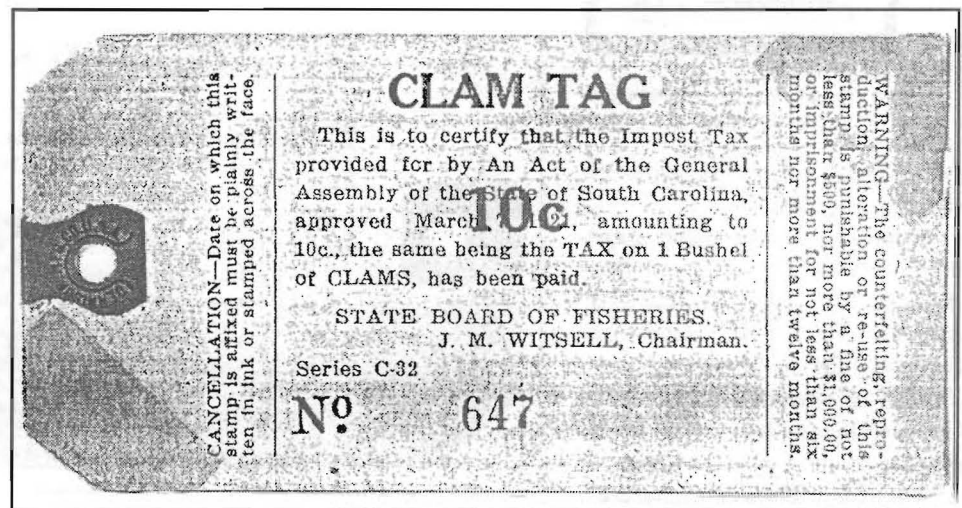 CANCELLATION—Date on which this
stamp is affixed must be plainly writ-
ten in ink or stamped across the face.
CLAM TAG
This is to certify that the Impost Tax
provided for by An Act of the General
Assembly of the State of South Carolina,
approved March 21, amounting to
10c., the same being the TAX on 1 Bushel
of CLAMS, has been paid.
10c
STATE BOARD OF FISHERIES.
J. M. WITSELL, Chairman.
Series C-32
No. 647
WARNING—The counterfeiting, repro-
duction, alteration or re-use of this
stamp is punishable by a fine of not
less than $500, nor more than $1,000.00,
or imprisonment for not less than six
months nor more than twelve months.